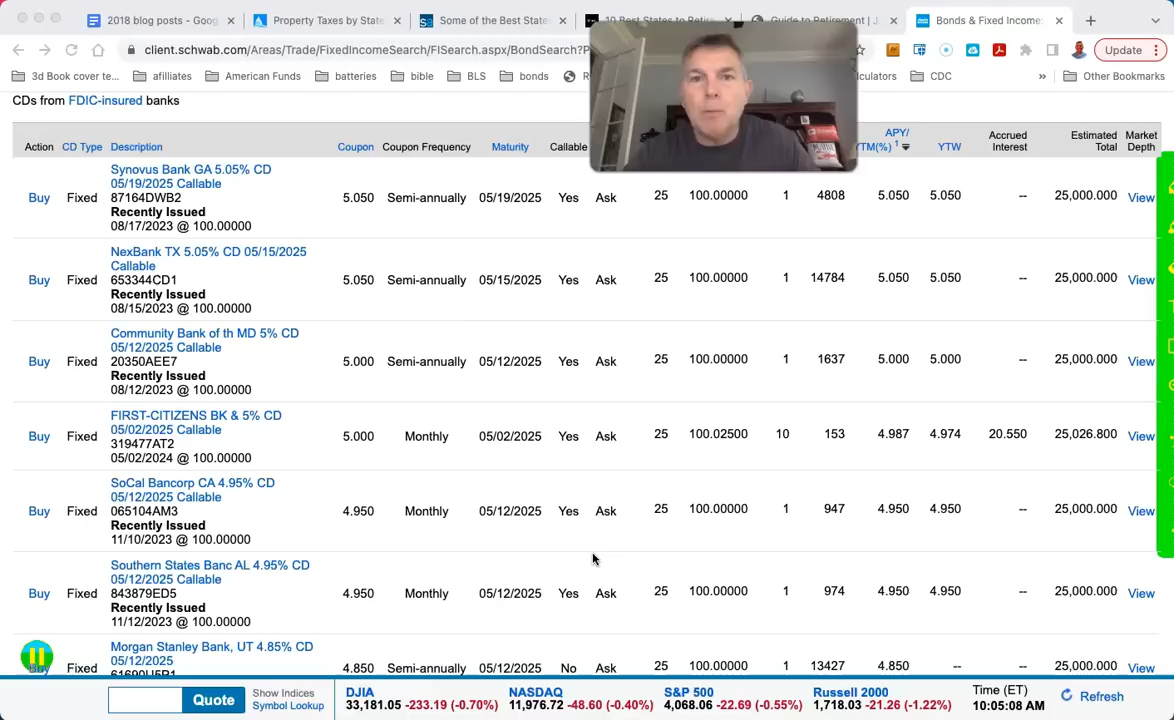 2018 blog posts - Goog
Property Taxes by State
Some of the Best State
10 Best States to Retire
Guide to Retirement | J
Bonds & Fixed Income
client.schwab.com/Areas/Trade/FixedIncomeSearch/FISearch.aspx/BondSearch?P
Update
3d Book cover te...
afilliates
American Funds
batteries
bible
BLS
bonds
CDC
Other Bookmarks
CDs from FDIC-insured banks
Action CD Type Description Coupon Coupon Frequency Maturity Callable APY/ YTM(%) 1 YTW Accrued Interest Estimated Total Market Depth
Synovus Bank GA 5.05% CD
05/19/2025 Callable
Buy Fixed 87164DWB2 5.050 Semi-annually 05/19/2025 Yes Ask 25 100.00000 1 4808 5.050 5.050 -- 25,000.000 View
Recently Issued
08/17/2023 @ 100.00000
NexBank TX 5.05% CD 05/15/2025
Callable
Buy Fixed 653344CD1 5.050 Semi-annually 05/15/2025 Yes Ask 25 100.00000 1 14784 5.050 5.050 -- 25,000.000 View
Recently Issued
08/15/2023 @ 100.00000
Community Bank of th MD 5% CD
05/12/2025 Callable
Buy Fixed 20350AEE7 5.000 Semi-annually 05/12/2025 Yes Ask 25 100.00000 1 1637 5.000 5.000 -- 25,000.000 View
Recently Issued
08/12/2023 @ 100.00000
FIRST-CITIZENS BK & 5% CD
05/02/2025 Callable
Buy Fixed 319477AT2 5.000 Monthly 05/02/2025 Yes Ask 25 100.02500 10 153 4.987 4.974 20.550 25,026.800 View
05/02/2024 @ 100.00000
SoCal Bancorp CA 4.95% CD
05/12/2025 Callable
Buy Fixed 065104AM3 4.950 Monthly 05/12/2025 Yes Ask 25 100.00000 1 947 4.950 4.950 -- 25,000.000 View
Recently Issued
11/10/2023 @ 100.00000
Southern States Banc AL 4.95% CD
05/12/2025 Callable
Buy Fixed 843879ED5 4.950 Monthly 05/12/2025 Yes Ask 25 100.00000 1 974 4.950 4.950 -- 25,000.000 View
Recently Issued
11/12/2023 @ 100.00000
Morgan Stanley Bank, UT 4.85% CD
05/12/2025
Fixed 4.850 Semi-annually 05/12/2025 No Ask 25 100.00000 1 13427 4.850 -- -- 25,000.000 View
Quote
Show Indices
Symbol Lookup
DJIA
33,181.05 -233.19 (-0.70%)
NASDAQ
11,976.72 -48.60 (-0.40%)
S&P 500
4,068.06 -22.69 (-0.55%)
Russell 2000
1,718.03 -21.26 (-1.22%)
Time (ET)
10:05:08 AM
Refresh